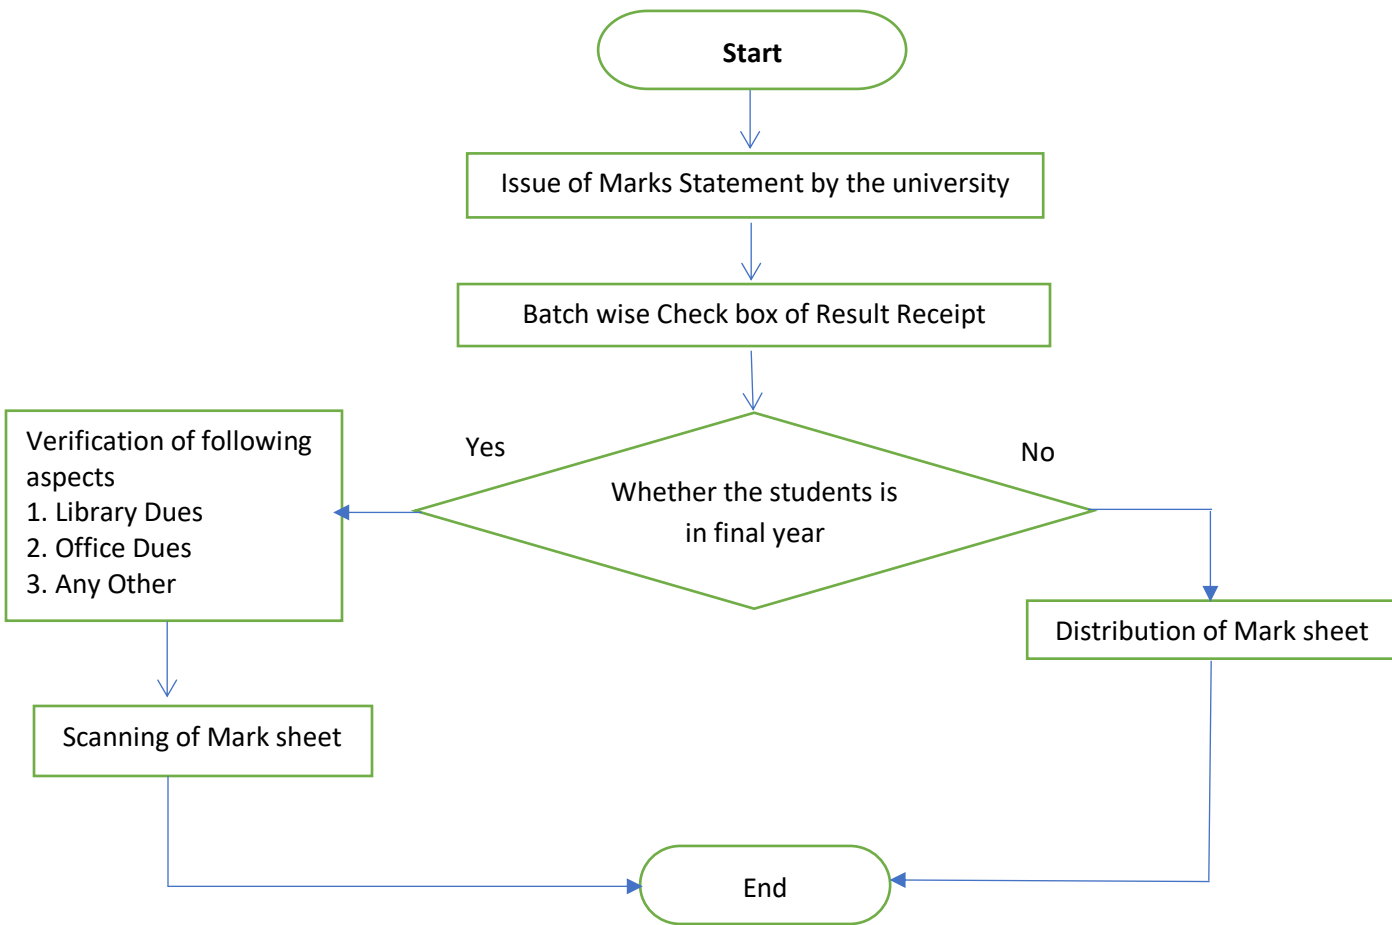 Start
Issue of Marks Statement by the university
Batch wise Check box of Result Receipt
Yes
No
Whether the students is
in final year
Verification of following
aspects
1. Library Dues
2. Office Dues
3. Any Other
Distribution of Mark sheet
Scanning of Mark sheet
End